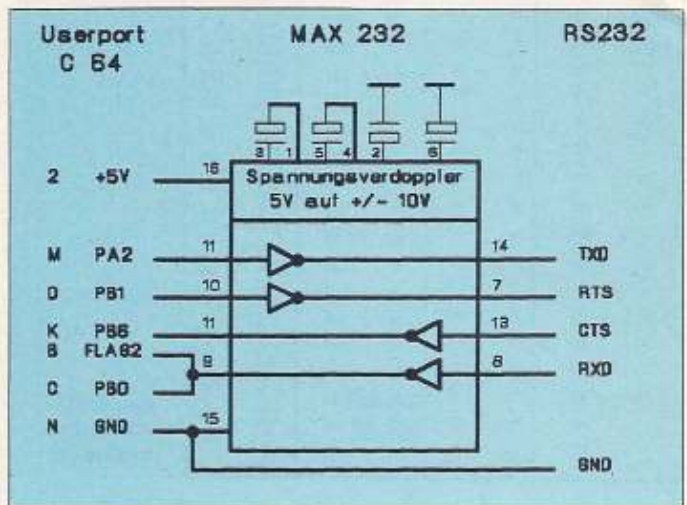 Userport MAX 232 RS232
C 64
3 1 5 4 2 6
2 +5V 16 Spannungsverdoppler
5V auf +/- 10V
M PA2 11 14 TXD
D PB1 10 7 RTS
K PB6 11 13 CTS
B FLAG2
9 8 RXD
C PB0
N GND 15
GND